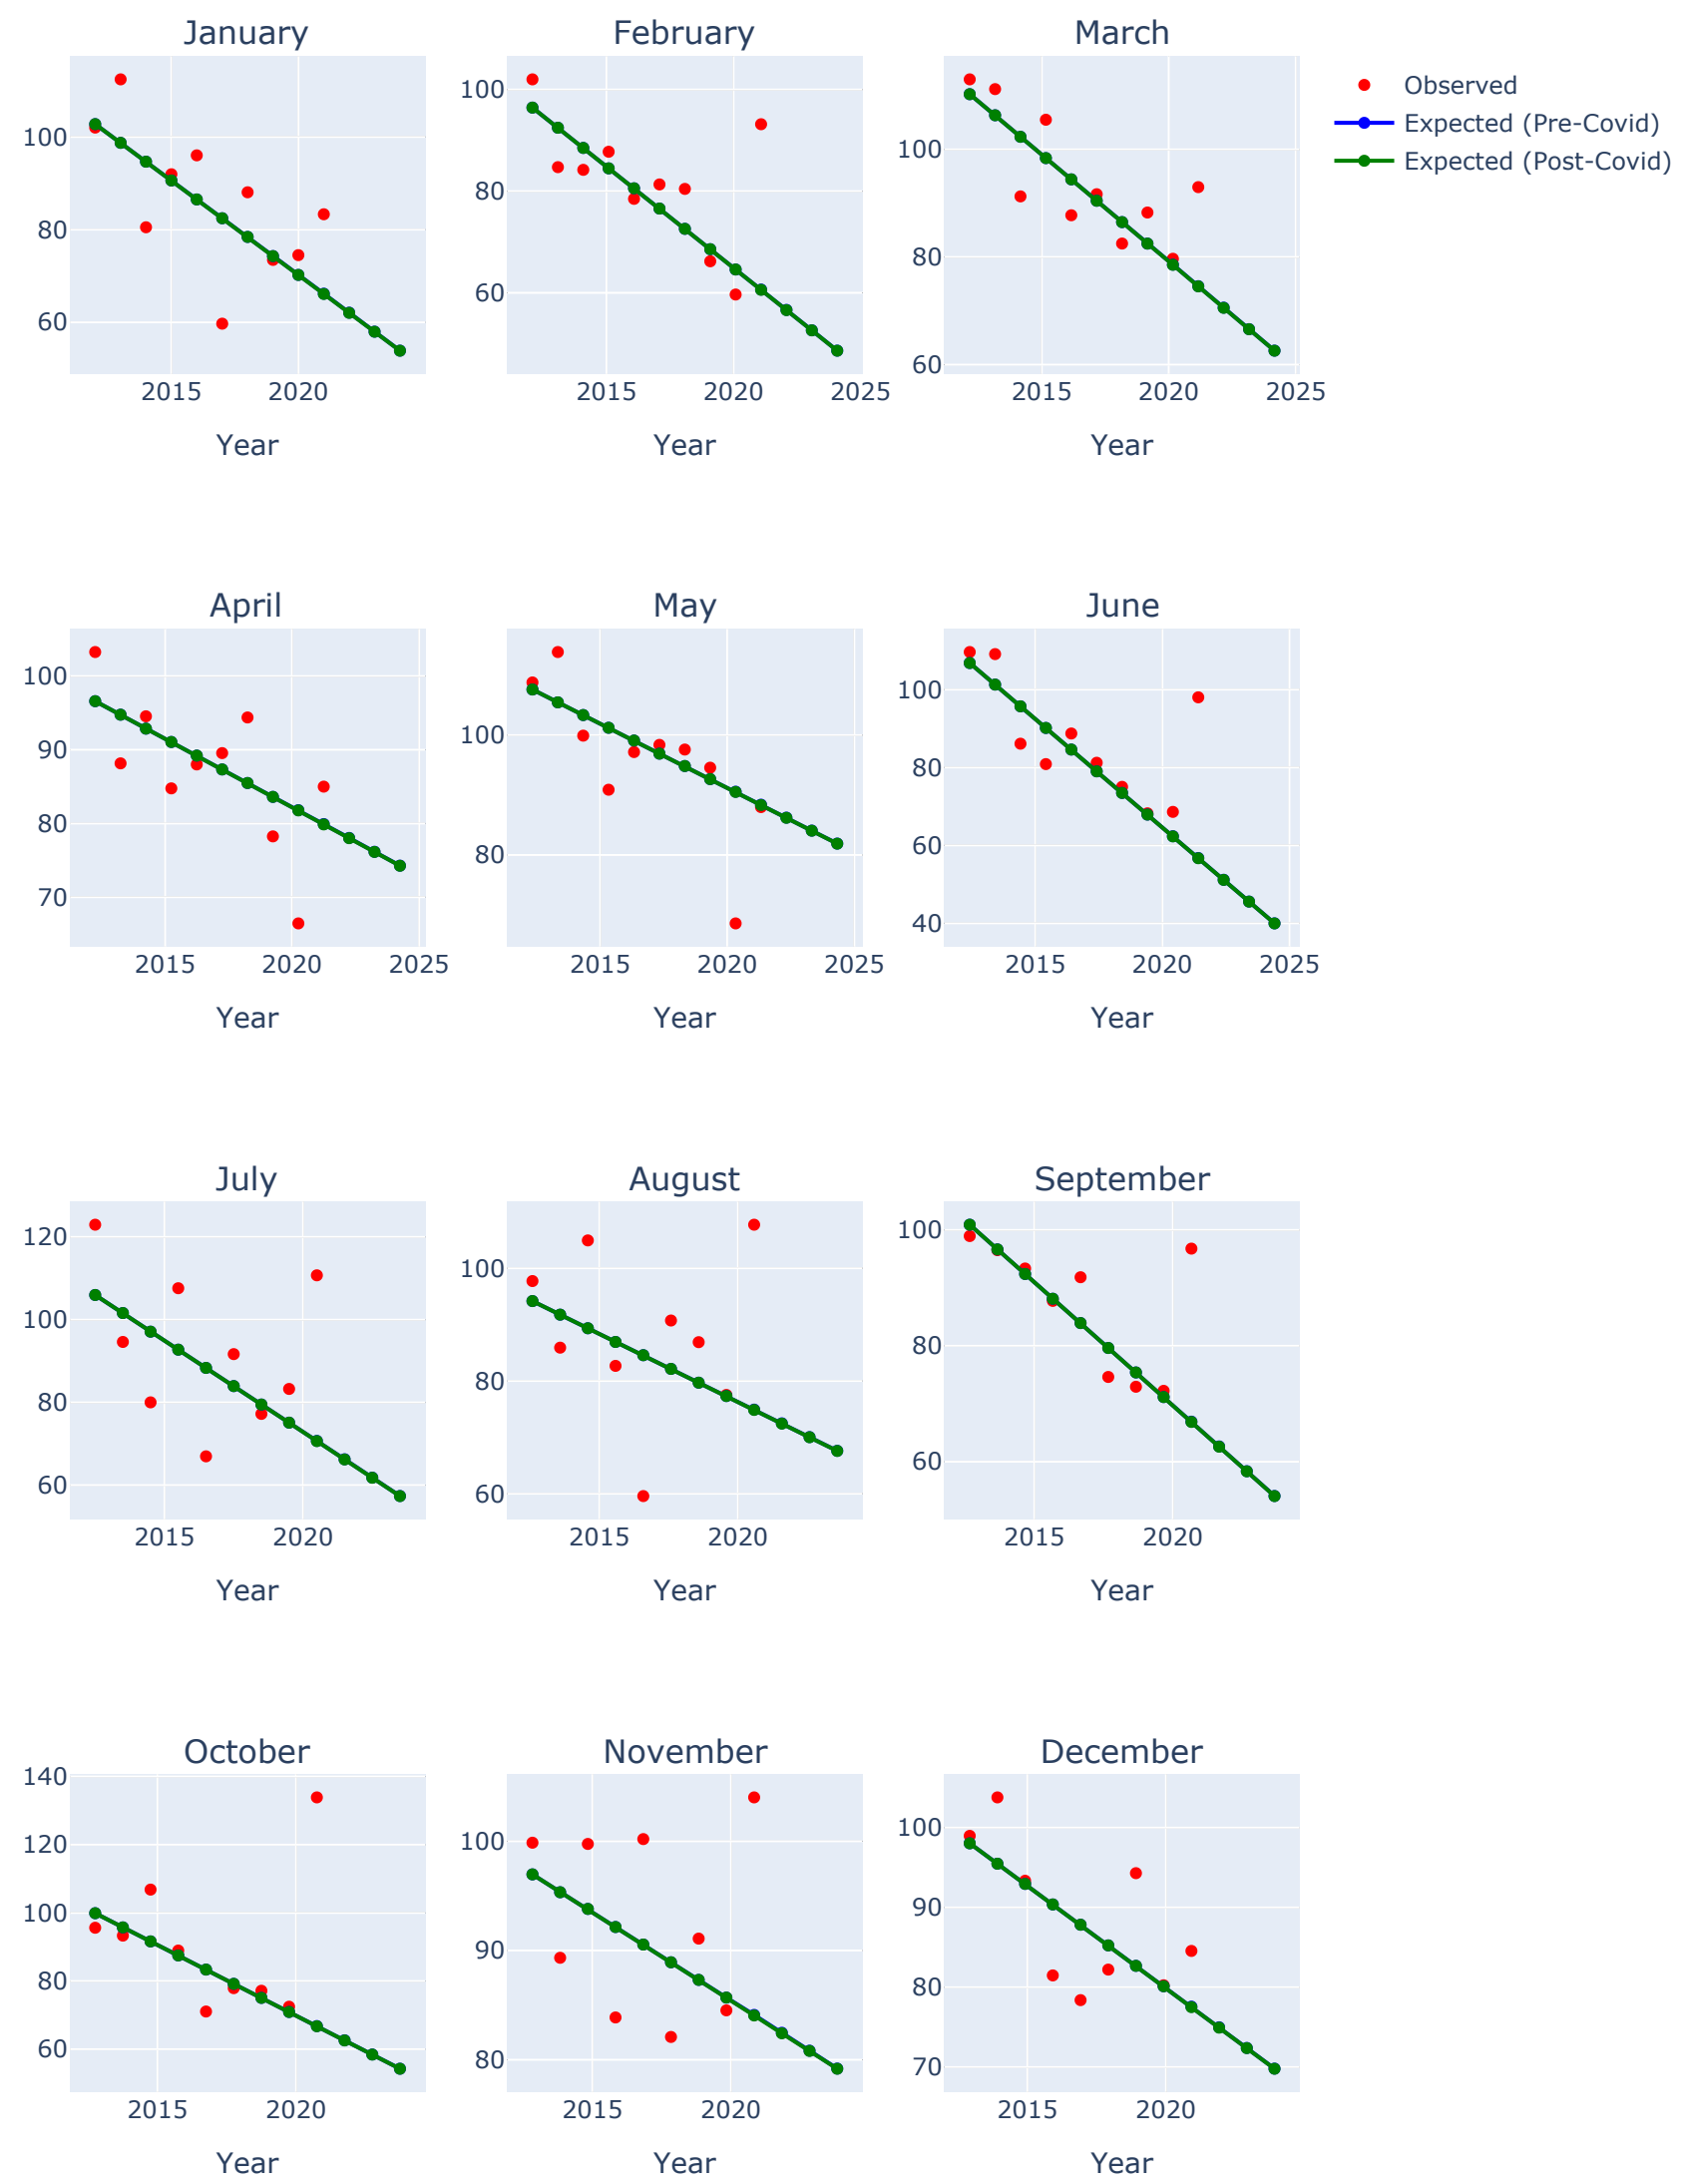 January
February
March
Observed
Expected (Pre-Covid)
Expected (Post-Covid)
100
80
60
2015
2020
Year
100
80
60
2015
2020
2025
Year
100
80
60
2015
2020
2025
Year
April
May
June
100
90
80
70
2015
2020
2025
Year
100
80
2015
2020
2025
Year
100
80
60
40
2015
2020
2025
Year
July
August
September
120
100
80
60
2015
2020
Year
100
80
60
2015
2020
Year
100
80
60
2015
2020
Year
October
November
December
140
120
100
80
60
2015
2020
Year
100
90
80
2015
2020
Year
100
90
80
70
2015
2020
Year